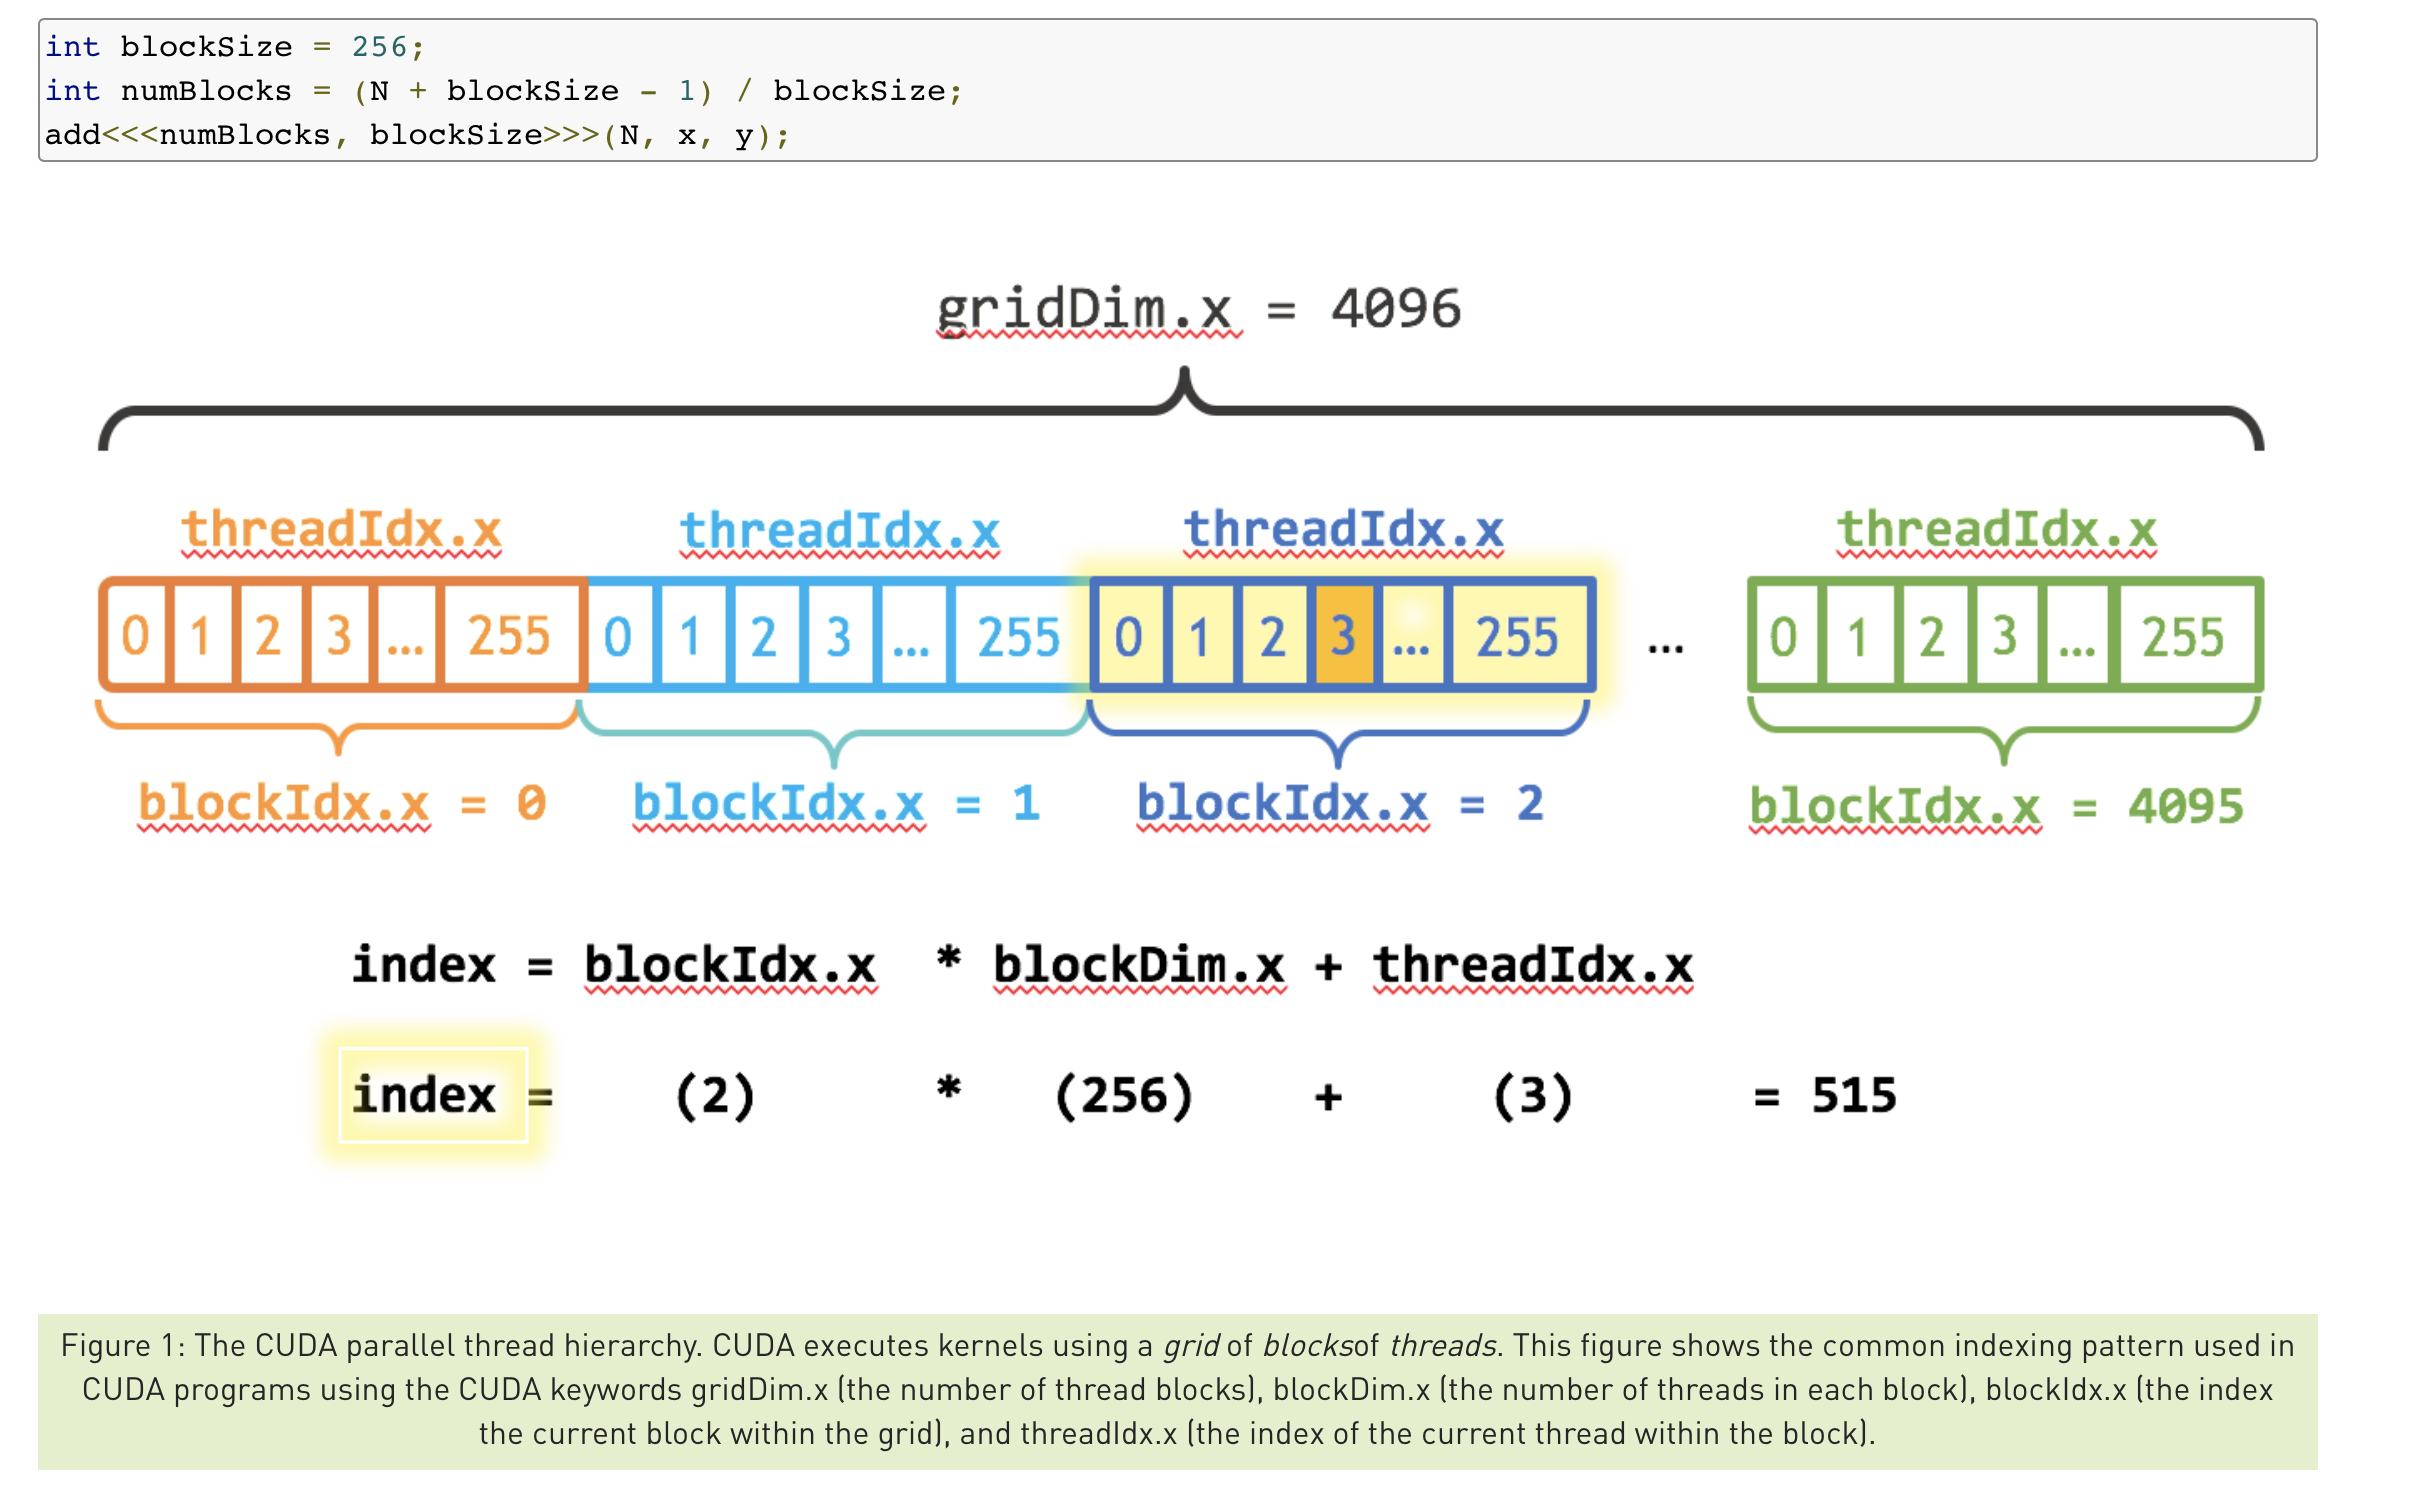 int blockSize = 256;
int numBlocks = (N + blockSize - 1) / blockSize;
add<<<numBlocks, blockSize>>>(N, x, y);
gridDim.x = 4096
threadIdx.x threadIdx.x threadIdx.x threadIdx.x
0 1 2 3 ... 255 0 1 2 3 ... 255 0 1 2 3 ... 255 ... 0 1 2 3 ... 255
blockIdx.x = 0 blockIdx.x = 1 blockIdx.x = 2 blockIdx.x = 4095
index = blockIdx.x * blockDim.x + threadIdx.x
index = (2) * (256) + (3) = 515
Figure 1: The CUDA parallel thread hierarchy. CUDA executes kernels using a grid of blocksof threads. This figure shows the common indexing pattern used in
CUDA programs using the CUDA keywords gridDim.x (the number of thread blocks), blockDim.x (the number of threads in each block), blockIdx.x (the index
the current block within the grid), and threadIdx.x (the index of the current thread within the block).